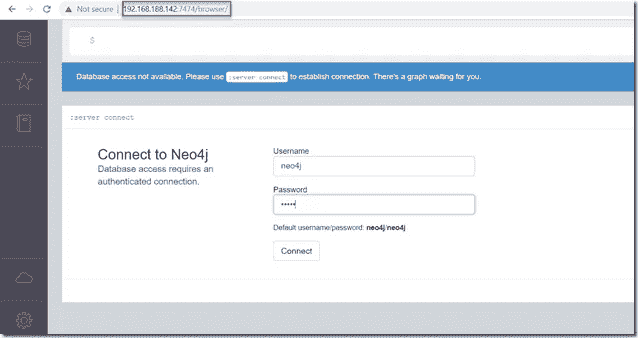 Not secure | 192.168.188.142:7474/browser/
$
Database access not available. Please use :server connect to establish connection. There's a graph waiting for you.
:server connect
Connect to Neo4j
Database access requires an
authenticated connection.
Username
neo4j
Password
•••••
Default username/password: neo4j/neo4j
Connect